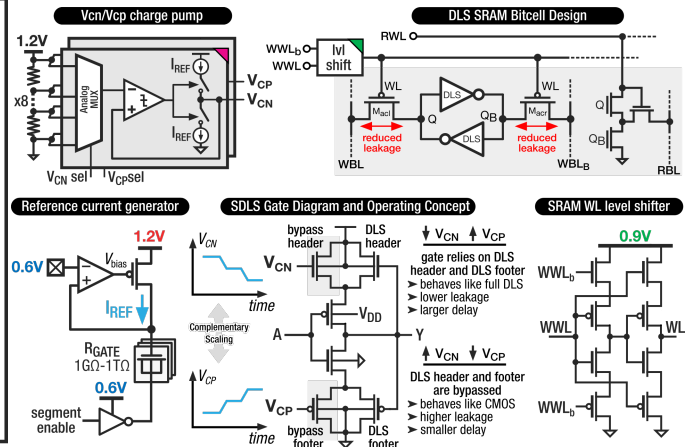 Vcn/Vcp charge pump
1.2V
x8
Analog
MUX
IREF
IREF
VCP
VCN
VCN sel
VCPsel
DLS SRAM Bitcell Design
RWL
WWLb
WWL
lvl
shift
WL
WL
DLS
DLS
Macl
Macr
Q
QB
Q
QB
reduced
leakage
reduced
leakage
WBL
WBLB
RBL
Reference current generator
1.2V
0.6V
Vbias
IREF
RGATE
1GΩ-1TΩ
0.6V
segment
enable
SDLS Gate Diagram and Operating Concept
VCN
time
Complementary
Scaling
VCP
time
bypass
header
DLS
header
VCN
VDD
A
Y
VCP
bypass
footer
DLS
footer
VCN VCP
gate relies on DLS
header and DLS footer
➤ behaves like full DLS
➤ lower leakage
➤ larger delay
VCN VCP
DLS header and footer
are bypassed
➤ behaves like CMOS
➤ higher leakage
➤ smaller delay
SRAM WL level shifter
0.9V
WWLb
WWL
WL
WWLb